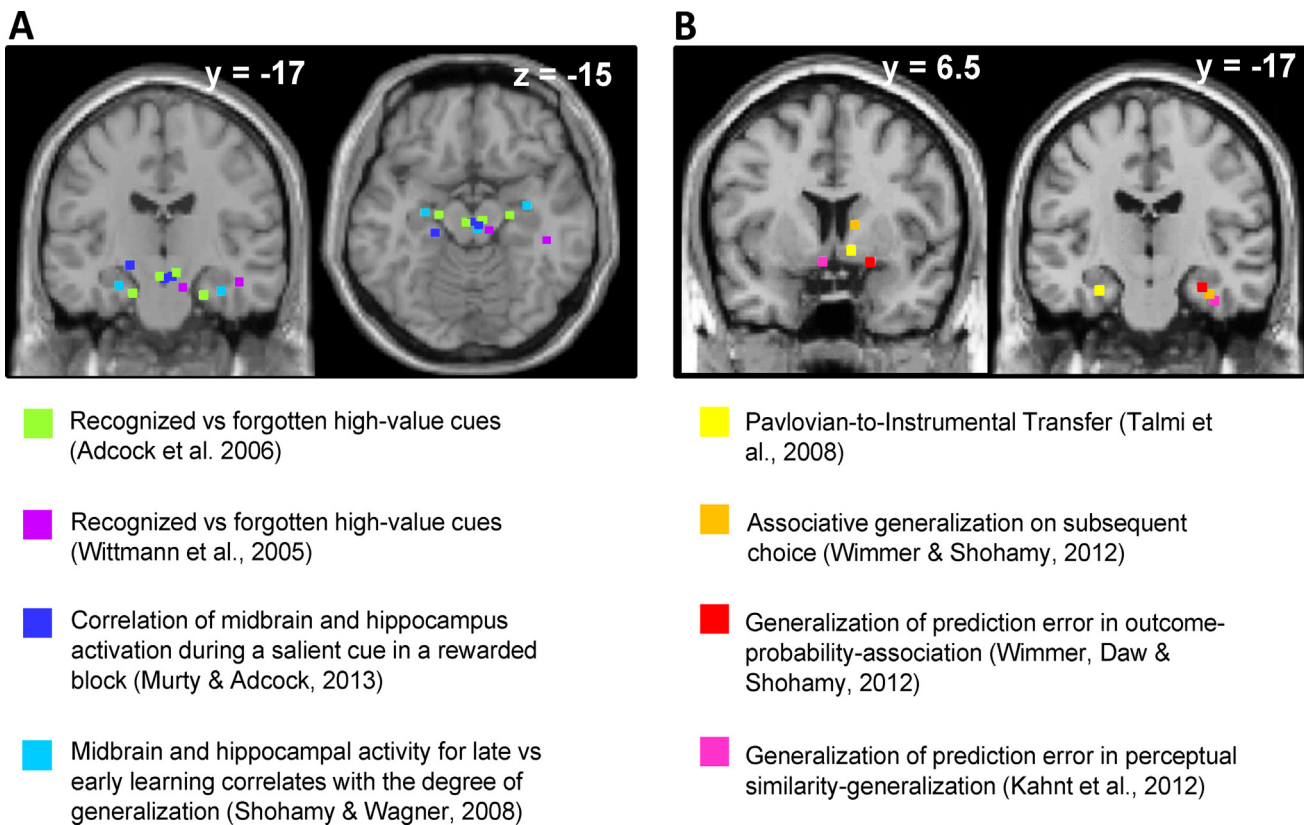 A
B
y = -17
z = -15
y = 6.5
y = -17
Recognized vs forgotten high-value cues
(Adcock et al. 2006)
Recognized vs forgotten high-value cues
(Wittmann et al., 2005)
Correlation of midbrain and hippocampus
activation during a salient cue in a rewarded
block (Murty & Adcock, 2013)
Midbrain and hippocampal activity for late vs
early learning correlates with the degree of
generalization (Shohamy & Wagner, 2008)
Pavlovian-to-Instrumental Transfer (Talmi et
al., 2008)
Associative generalization on subsequent
choice (Wimmer & Shohamy, 2012)
Generalization of prediction error in outcome-
probability-association (Wimmer, Daw &
Shohamy, 2012)
Generalization of prediction error in perceptual
similarity-generalization (Kahnt et al., 2012)